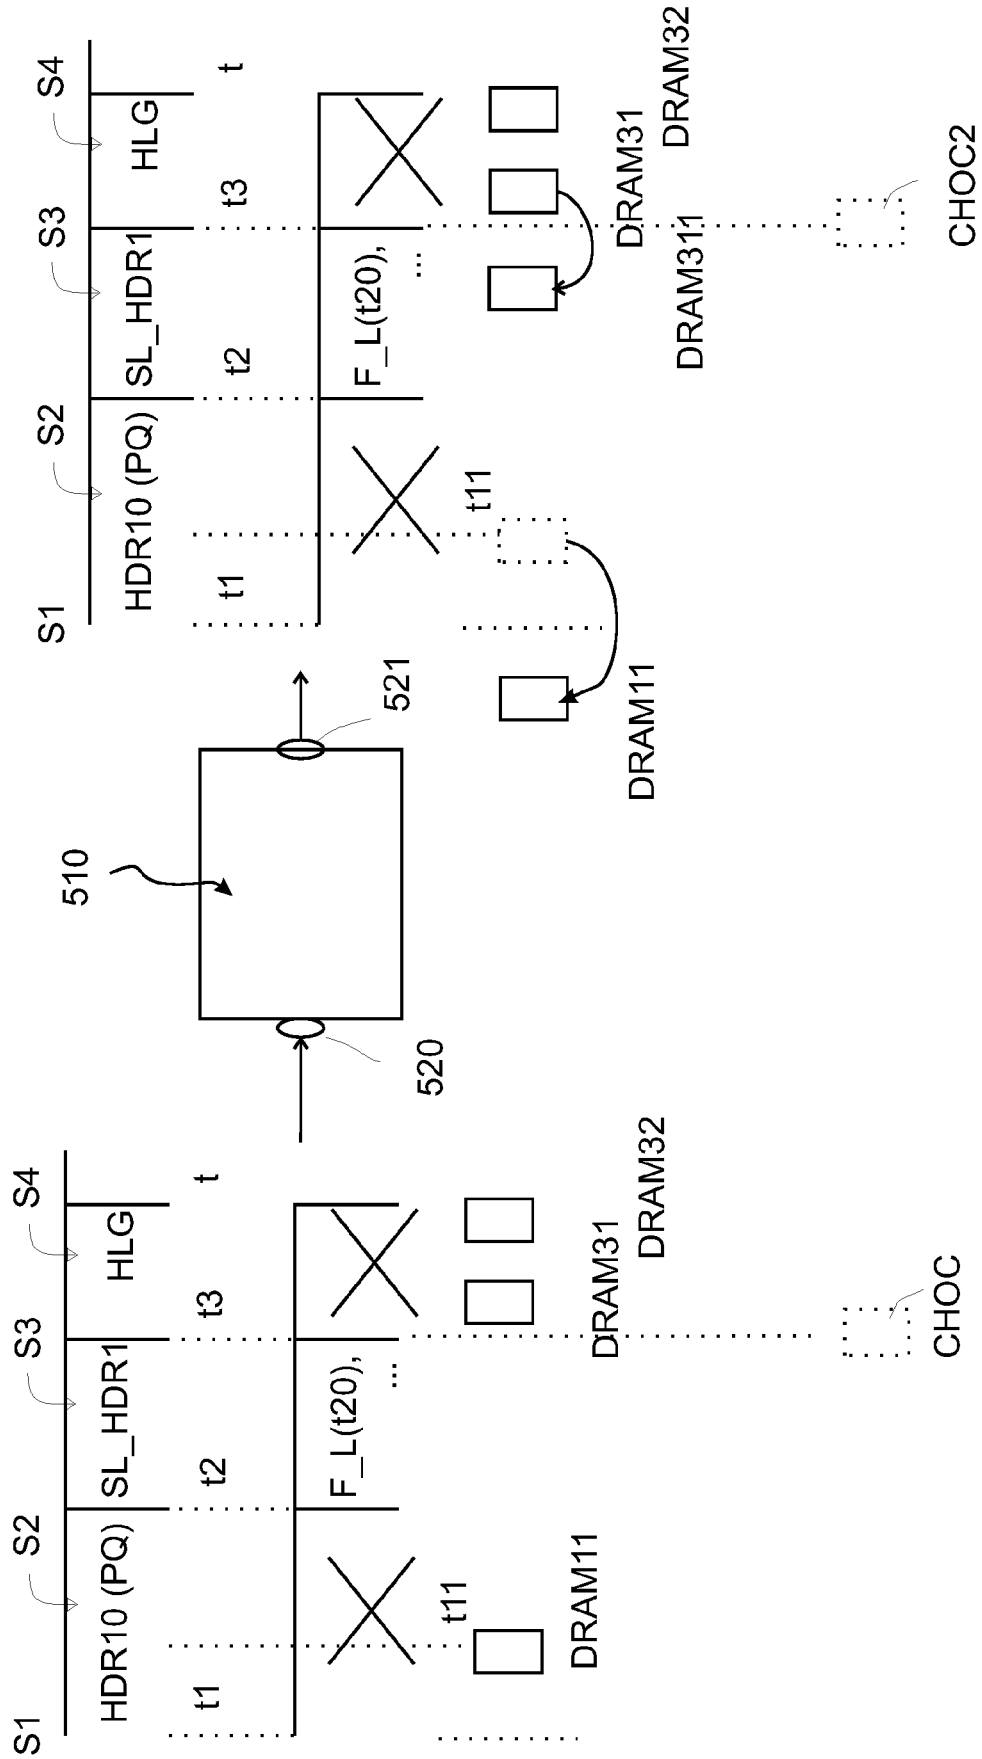 S1
S2
S3
S4
HDR10 (PQ)
SL_HDR1
HLG
t1
t2
t3
t
F_L(t20),
...
t11
DRAM11
DRAM31
DRAM32
CHOC
510
520
521
S1
S2
S3
S4
HDR10 (PQ)
SL_HDR1
HLG
t1
t2
t3
t
F_L(t20),
...
t11
DRAM11
DRAM311
DRAM31
DRAM32
CHOC2